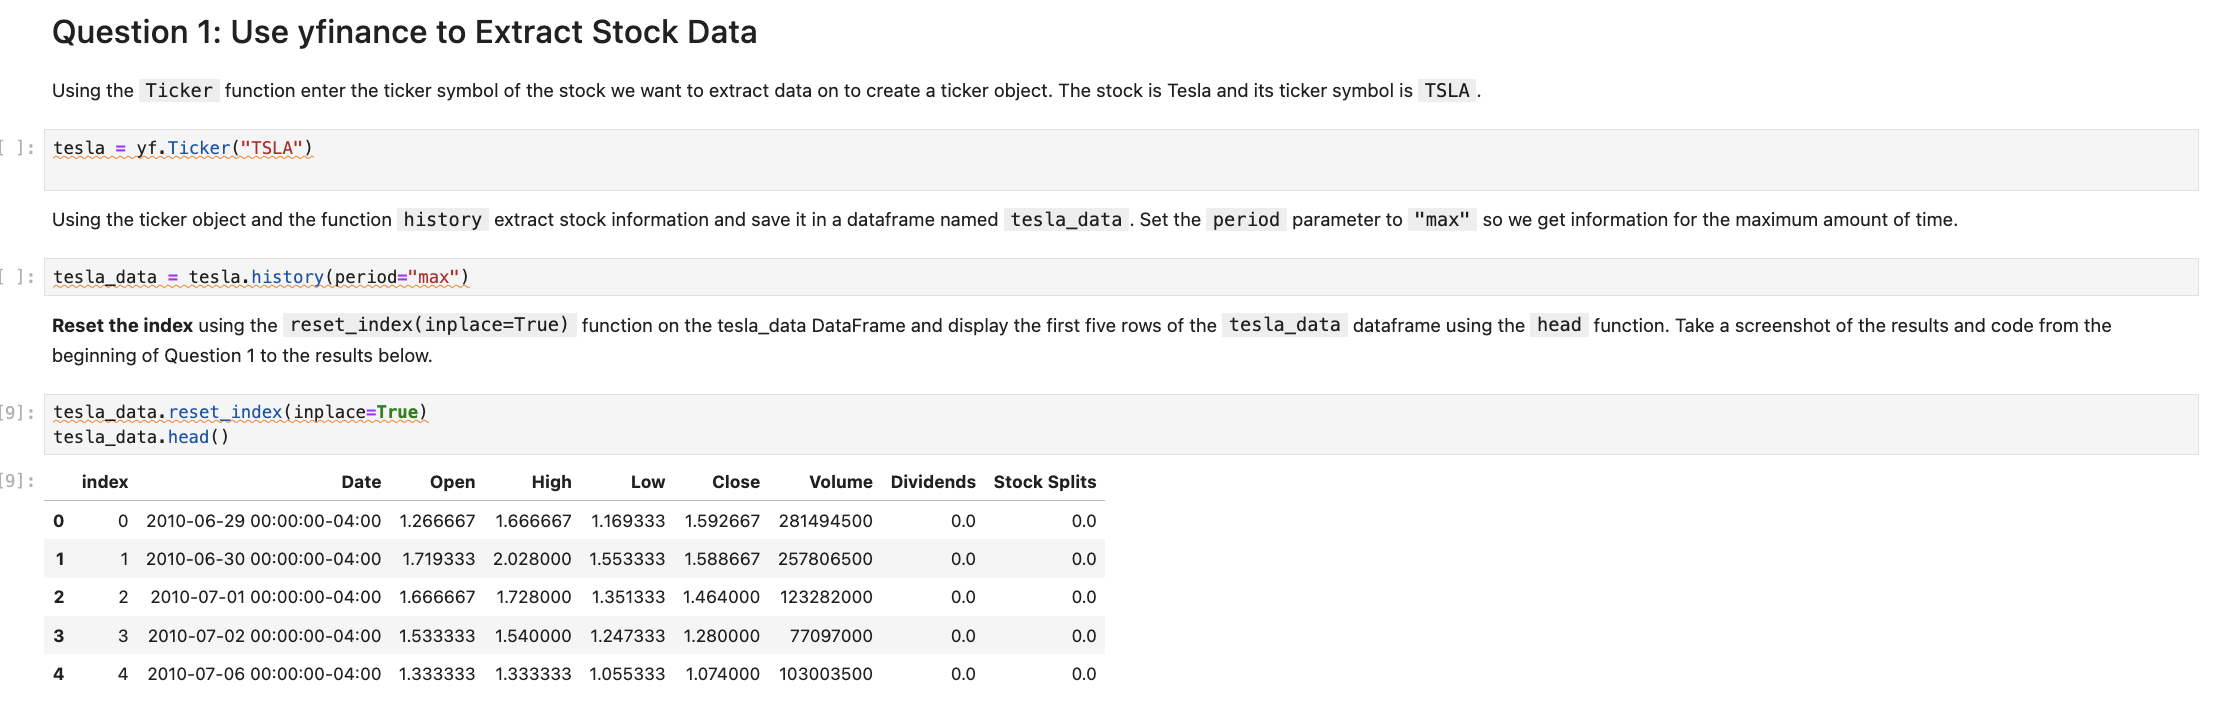 Question 1: Use yfinance to Extract Stock Data
Using the Ticker function enter the ticker symbol of the stock we want to extract data on to create a ticker object. The stock is Tesla and its ticker symbol is TSLA .
[ ]: tesla = yf.Ticker("TSLA")
Using the ticker object and the function history extract stock information and save it in a dataframe named tesla_data . Set the period parameter to "max" so we get information for the maximum amount of time.
[ ]: tesla_data = tesla.history(period="max")
Reset the index using the reset_index(inplace=True) function on the tesla_data DataFrame and display the first five rows of the tesla_data dataframe using the head function. Take a screenshot of the results and code from the
beginning of Question 1 to the results below.
[9]: tesla_data.reset_index(inplace=True)
tesla_data.head()
[9]: index Date Open High Low Close Volume Dividends Stock Splits
0 0 2010-06-29 00:00:00-04:00 1.266667 1.666667 1.169333 1.592667 281494500 0.0 0.0
1 1 2010-06-30 00:00:00-04:00 1.719333 2.028000 1.553333 1.588667 257806500 0.0 0.0
2 2 2010-07-01 00:00:00-04:00 1.666667 1.728000 1.351333 1.464000 123282000 0.0 0.0
3 3 2010-07-02 00:00:00-04:00 1.533333 1.540000 1.247333 1.280000 77097000 0.0 0.0
4 4 2010-07-06 00:00:00-04:00 1.333333 1.333333 1.055333 1.074000 103003500 0.0 0.0